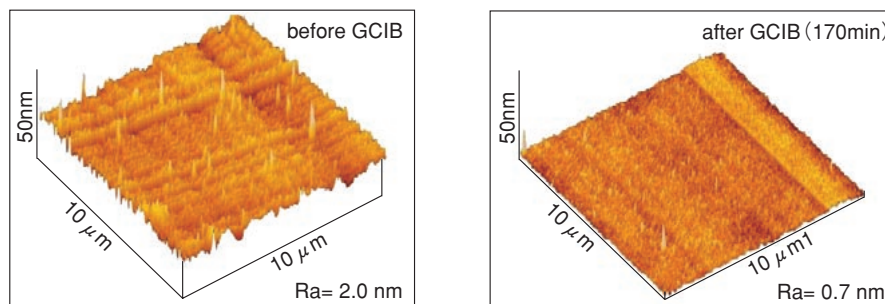 before GCIB
50nm
10 μm
10 μm
Ra= 2.0 nm
after GCIB (170min)
50nm
10 μm
10 μm1
Ra= 0.7 nm